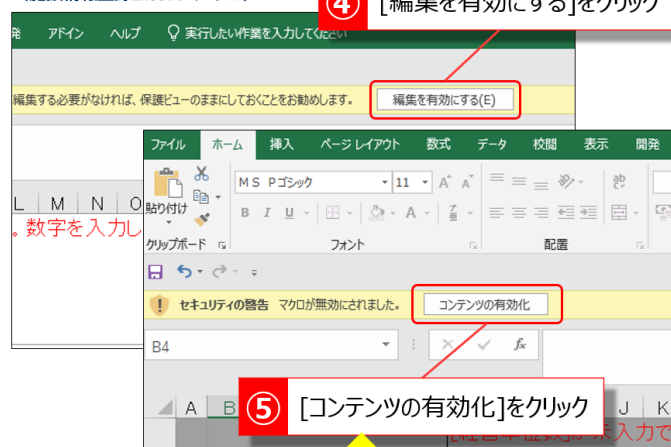 ④ [編集を有効にする]をクリック
発 アドイン ヘルプ 実行したい作業を入力してください
編集する必要がなければ、保護ビューのままにしておくことをお勧めします。 編集を有効にする(E)
L M N O
。数字を入力し
ファイル ホーム 挿入 ページ レイアウト 数式 データ 校閲 表示 開発
貼り付け
ＭＳ Ｐゴシック 11 A A
B I U A
クリップボード フォント 配置
セキュリティの警告 マクロが無効にされました。 コンテンツの有効化
B4 fx
A B J K
⑤ [コンテンツの有効化]をクリック